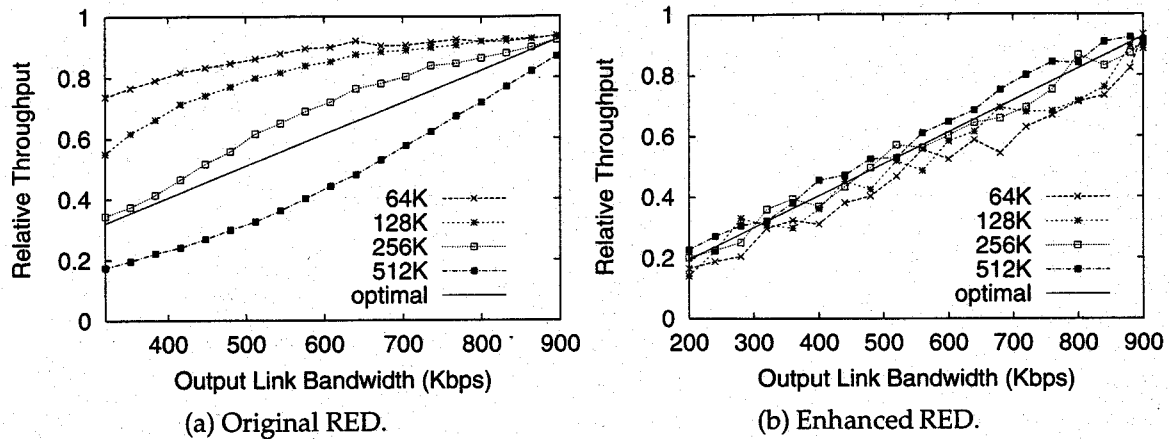 1
0.8
0.6
0.4
0.2
0
Relative Throughput
64K
128K
256K
512K
optimal
400 500 600 700 800 900
Output Link Bandwidth (Kbps)
(a) Original RED.
1
0.8
0.6
0.4
0.2
0
Relative Throughput
64K
128K
256K
512K
optimal
200 300 400 500 600 700 800 900
Output Link Bandwidth (Kbps)
(b) Enhanced RED.